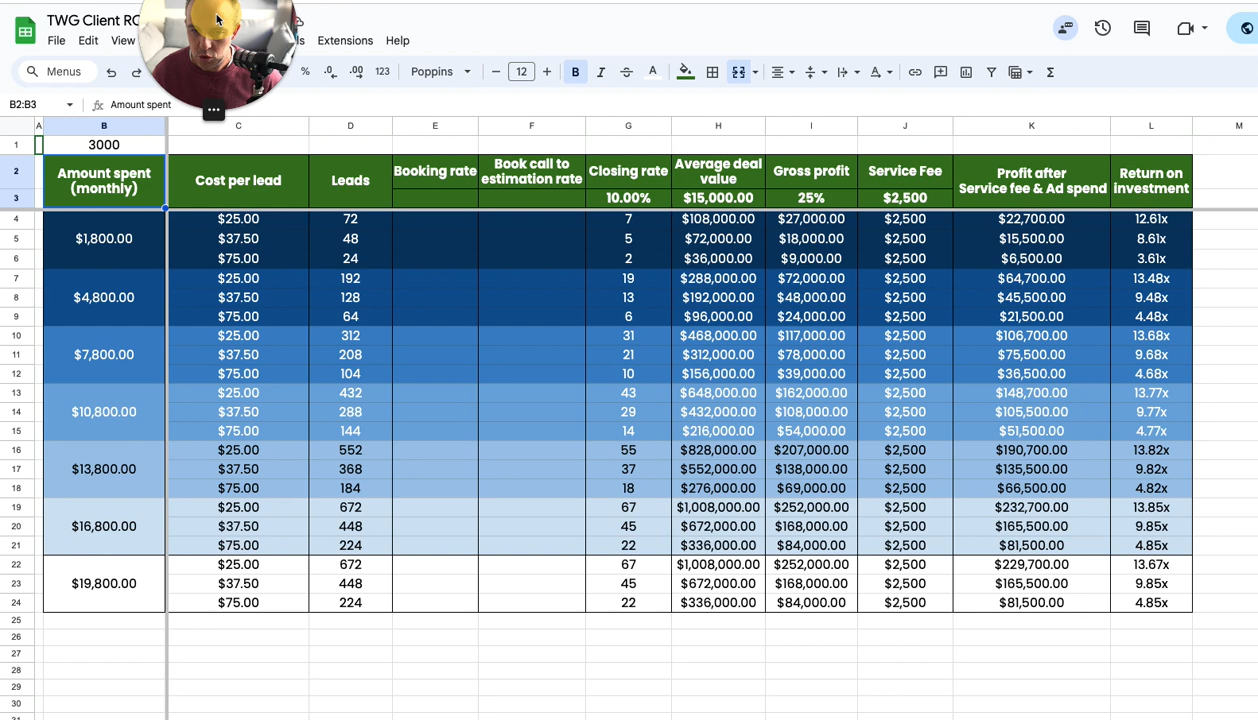 TWG Client RO
File Edit View ls Extensions Help
Menus % .0 .00 123 Poppins 12 B I S A
B2:B3 fx Amount spent
A B C D E F G H I J K L M
1 3000
2 Amount spent (monthly) Cost per lead Leads Booking rate Book call to estimation rate Closing rate Average deal value Gross profit Service Fee Profit after Service fee & Ad spend Return on investment
3 10.00% $15,000.00 25% $2,500
4 $25.00 72 7 $108,000.00 $27,000.00 $2,500 $22,700.00 12.61x
5 $1,800.00 $37.50 48 5 $72,000.00 $18,000.00 $2,500 $15,500.00 8.61x
6 $75.00 24 2 $36,000.00 $9,000.00 $2,500 $6,500.00 3.61x
7 $25.00 192 19 $288,000.00 $72,000.00 $2,500 $64,700.00 13.48x
8 $4,800.00 $37.50 128 13 $192,000.00 $48,000.00 $2,500 $45,500.00 9.48x
9 $75.00 64 6 $96,000.00 $24,000.00 $2,500 $21,500.00 4.48x
10 $25.00 312 31 $468,000.00 $117,000.00 $2,500 $106,700.00 13.68x
11 $7,800.00 $37.50 208 21 $312,000.00 $78,000.00 $2,500 $75,500.00 9.68x
12 $75.00 104 10 $156,000.00 $39,000.00 $2,500 $36,500.00 4.68x
13 $25.00 432 43 $648,000.00 $162,000.00 $2,500 $148,700.00 13.77x
14 $10,800.00 $37.50 288 29 $432,000.00 $108,000.00 $2,500 $105,500.00 9.77x
15 $75.00 144 14 $216,000.00 $54,000.00 $2,500 $51,500.00 4.77x
16 $25.00 552 55 $828,000.00 $207,000.00 $2,500 $190,700.00 13.82x
17 $13,800.00 $37.50 368 37 $552,000.00 $138,000.00 $2,500 $135,500.00 9.82x
18 $75.00 184 18 $276,000.00 $69,000.00 $2,500 $66,500.00 4.82x
19 $25.00 672 67 $1,008,000.00 $252,000.00 $2,500 $232,700.00 13.85x
20 $16,800.00 $37.50 448 45 $672,000.00 $168,000.00 $2,500 $165,500.00 9.85x
21 $75.00 224 22 $336,000.00 $84,000.00 $2,500 $81,500.00 4.85x
22 $25.00 672 67 $1,008,000.00 $252,000.00 $2,500 $229,700.00 13.67x
23 $19,800.00 $37.50 448 45 $672,000.00 $168,000.00 $2,500 $165,500.00 9.85x
24 $75.00 224 22 $336,000.00 $84,000.00 $2,500 $81,500.00 4.85x
25
26
27
28
29
30